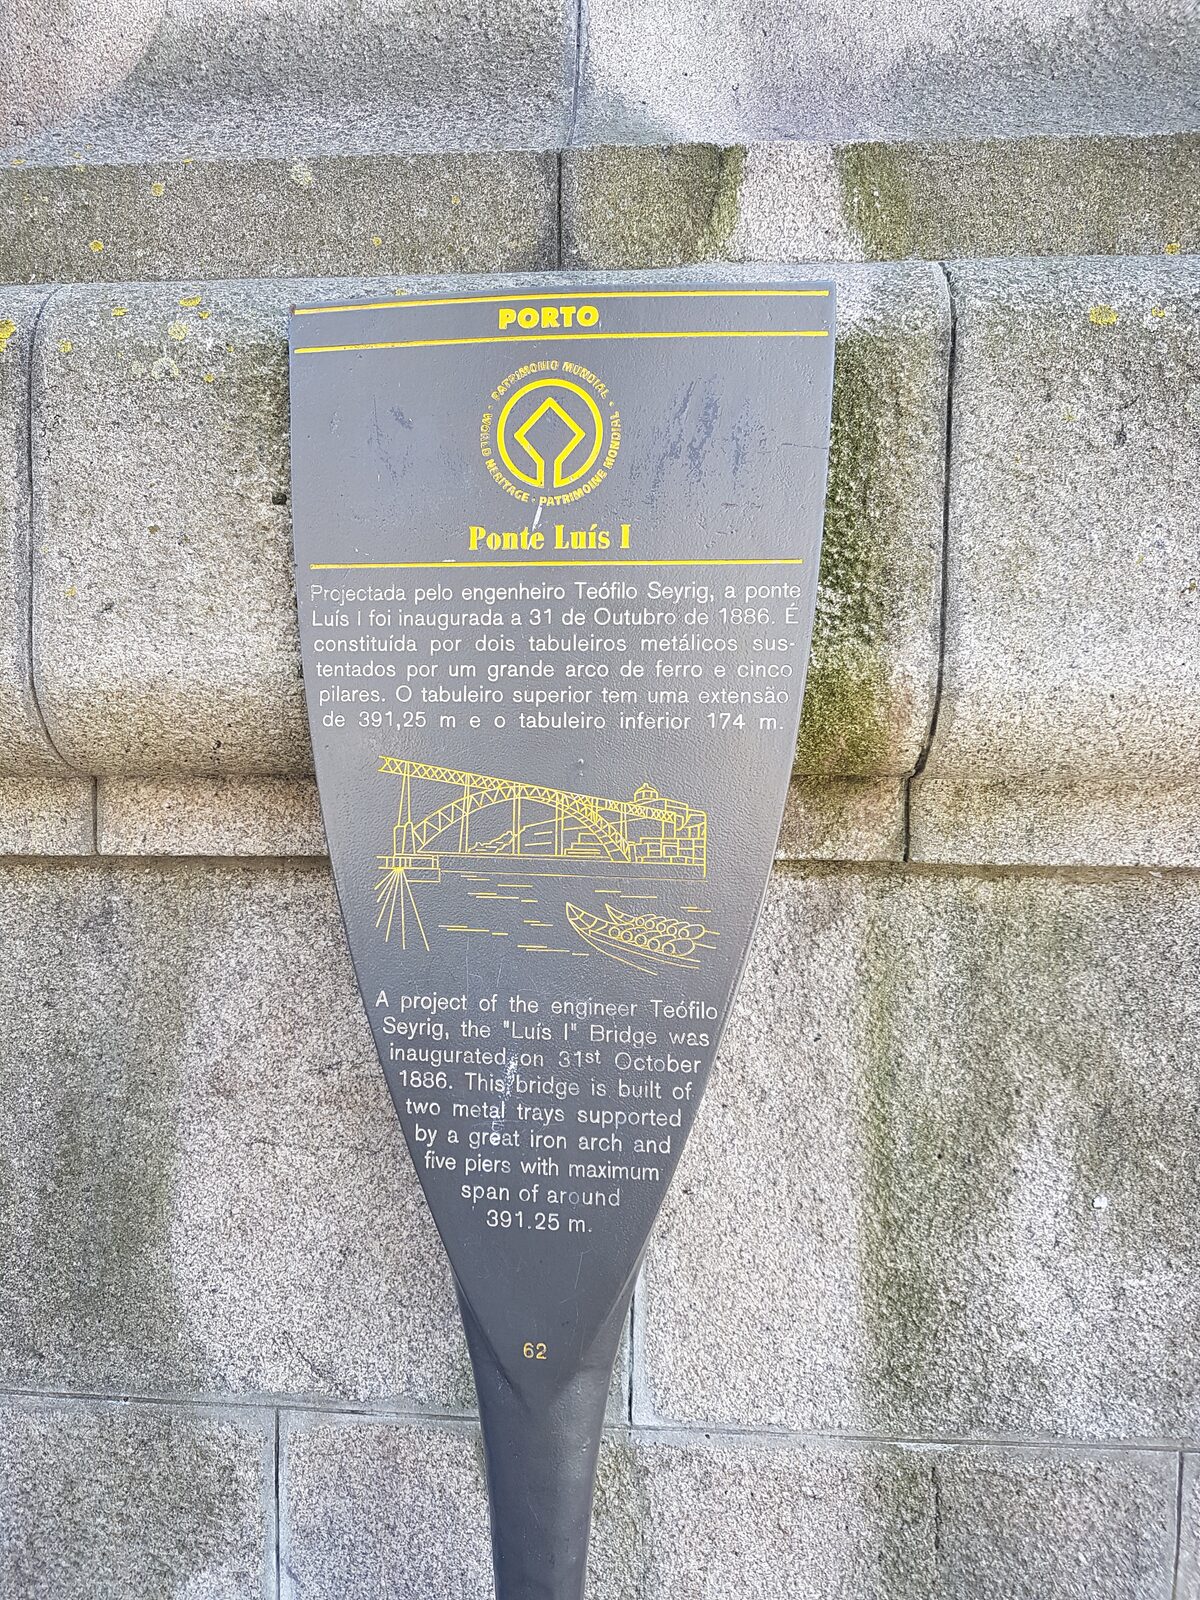 PORTO
PATRIMONIO MUNDIAL · WORLD HERITAGE · PATRIMOINE MONDIAL ·
Ponte Luís I
Projectada pelo engenheiro Teófilo Seyrig, a ponte
Luís I foi inaugurada a 31 de Outubro de 1886. É
constituída por dois tabuleiros metálicos sus-
tentados por um grande arco de ferro e cinco
pilares. O tabuleiro superior tem uma extensão
de 391,25 m e o tabuleiro inferior 174 m.
A project of the engineer Teófilo
Seyrig, the "Luís I" Bridge was
inaugurated on 31st October
1886. This bridge is built of
two metal trays supported
by a great iron arch and
five piers with maximum
span of around
391.25 m.
62